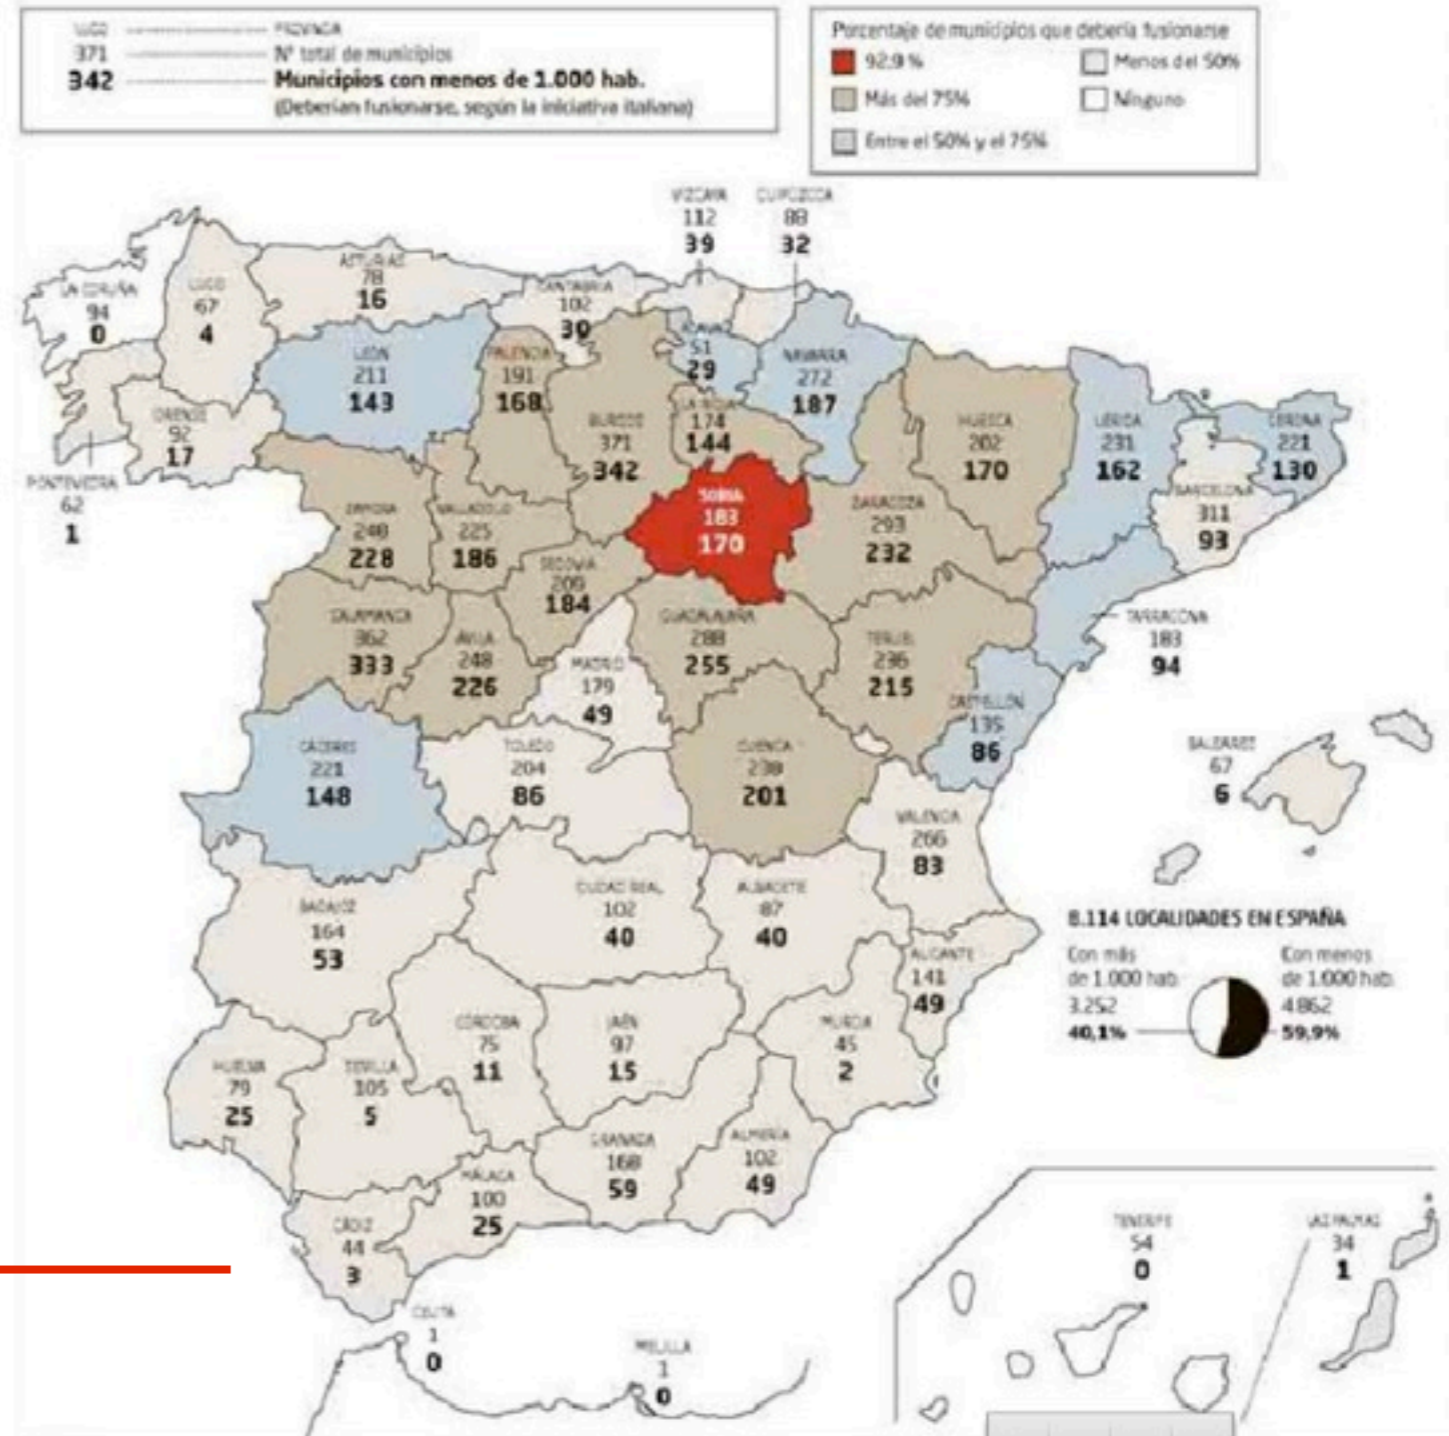 LUGO PROVINCIA
371 Nº total de municipios
342 Municipios con menos de 1.000 hab.
(Deberían fusionarse, según la iniciativa italiana)
Porcentaje de municipios que debería fusionarse
92,9 %
Más del 75%
Entre el 50% y el 75%
Menos del 50%
Ninguno
VIZCAYA
112
39
GUIPÚZCOA
88
32
LA CORUÑA
94
0
LUGO
67
4
ASTURIAS
78
16
CANTABRIA
102
30
ÁLAVA
51
29
NAVARRA
272
187
LEÓN
211
143
PALENCIA
191
168
BURGOS
371
342
LA RIOJA
174
144
HUESCA
202
170
LÉRIDA
231
162
GERONA
221
130
BARCELONA
311
93
ORENSE
92
17
PONTEVEDRA
62
1
ZAMORA
248
228
VALLADOLID
225
186
SORIA
183
170
ZARAGOZA
293
232
SEGOVIA
209
184
SALAMANCA
362
333
ÁVILA
248
226
MADRID
179
49
GUADALAJARA
288
255
TERUEL
236
215
TARRAGONA
183
94
CASTELLÓN
135
86
CÁCERES
221
148
TOLEDO
204
86
CUENCA
238
201
VALENCIA
266
83
BALEARES
67
6
BADAJOZ
164
53
CIUDAD REAL
102
40
ALBACETE
87
40
ALICANTE
141
49
8.114 LOCALIDADES EN ESPAÑA
Con más
de 1.000 hab.
3.252
40,1%
Con menos
de 1.000 hab.
4.862
59,9%
HUELVA
79
25
SEVILLA
105
5
CÓRDOBA
75
11
JAÉN
97
15
MURCIA
45
2
GRANADA
168
59
ALMERÍA
102
49
MÁLAGA
100
25
CÁDIZ
44
3
CEUTA
1
0
MELILLA
1
0
TENERIFE
54
0
LAS PALMAS
34
1